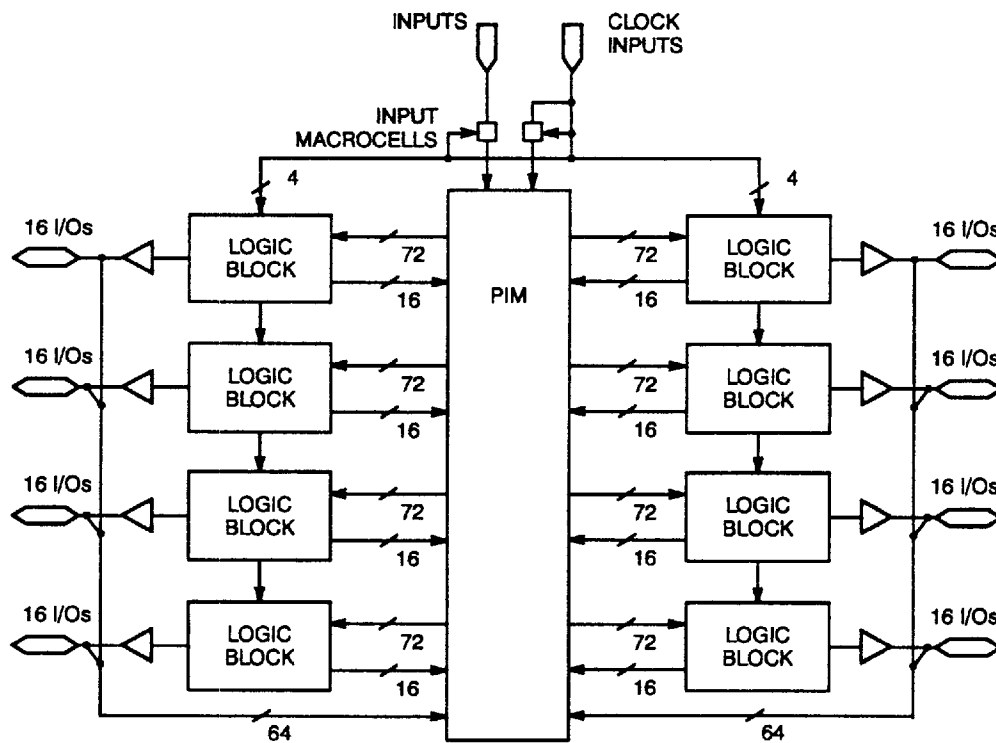 INPUTS
CLOCK
INPUTS
INPUT
MACROCELLS
4
4
16 I/Os
LOGIC
BLOCK
72
16
PIM
72
16
LOGIC
BLOCK
16 I/Os
16 I/Os
LOGIC
BLOCK
72
16
72
16
LOGIC
BLOCK
16 I/Os
16 I/Os
LOGIC
BLOCK
72
16
72
16
LOGIC
BLOCK
16 I/Os
16 I/Os
LOGIC
BLOCK
72
16
72
16
LOGIC
BLOCK
16 I/Os
64
64